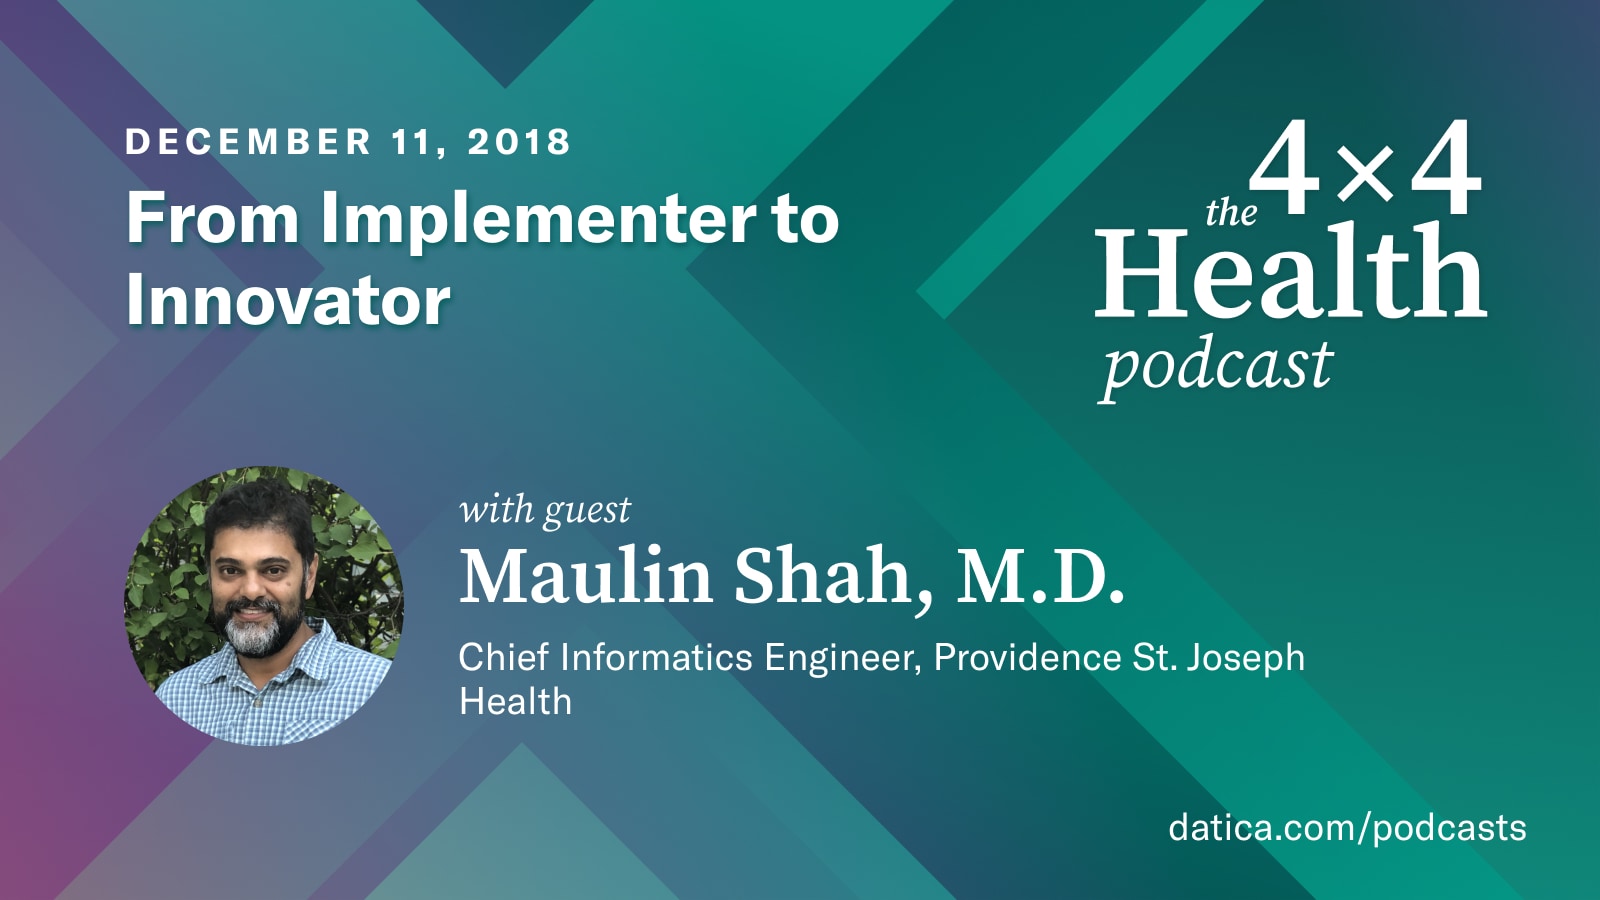 DECEMBER 11, 2018
From Implementer to
Innovator
the 4×4
Health
podcast
with guest
Maulin Shah, M.D.
Chief Informatics Engineer, Providence St. Joseph
Health
datica.com/podcasts